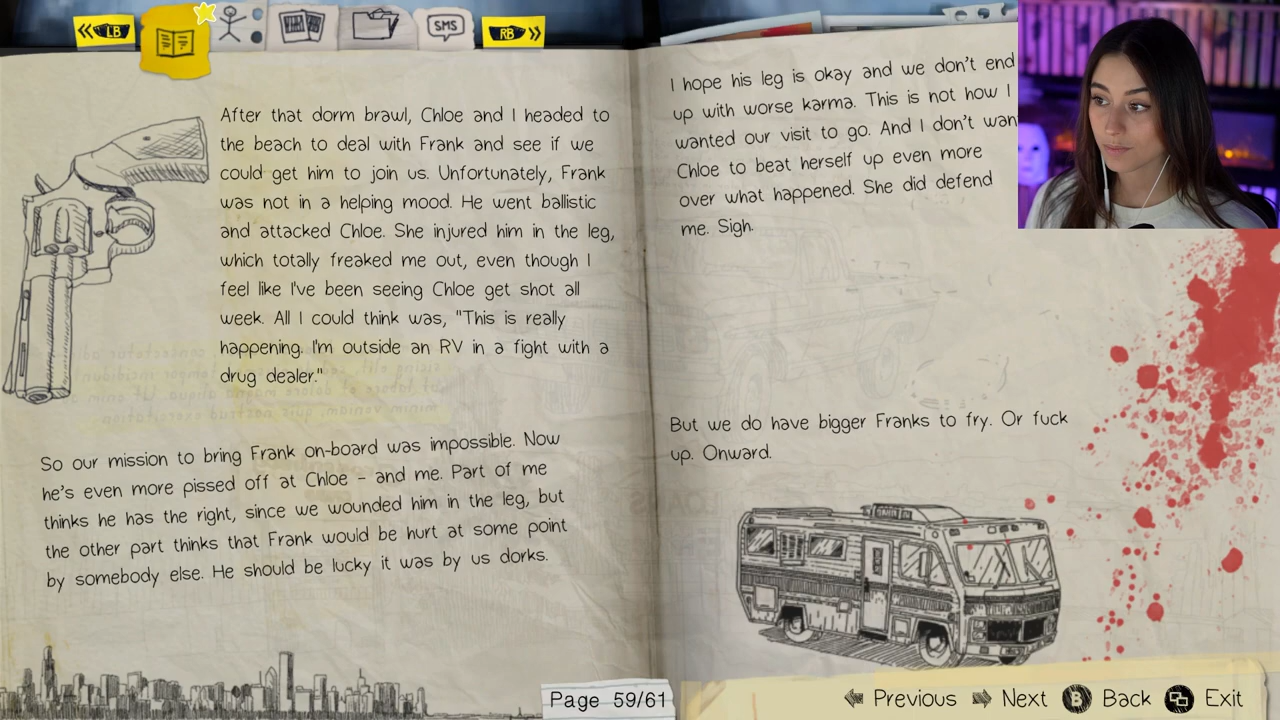 LB
SMS
RB
After that dorm brawl, Chloe and I headed to
the beach to deal with Frank and see if we
could get him to join us. Unfortunately, Frank
was not in a helping mood. He went ballistic
and attacked Chloe. She injured him in the leg,
which totally freaked me out, even though I
feel like I've been seeing Chloe get shot all
week. All I could think was, "This is really
happening. I'm outside an RV in a fight with a
drug dealer."
So our mission to bring Frank on-board was impossible. Now
he's even more pissed off at Chloe - and me. Part of me
thinks he has the right, since we wounded him in the leg, but
the other part thinks that Frank would be hurt at some point
by somebody else. He should be lucky it was by us dorks.
I hope his leg is okay and we don't end
up with worse karma. This is not how I
wanted our visit to go. And I don't wan
Chloe to beat herself up even more
over what happened. She did defend
me. Sigh.
But we do have bigger Franks to fry. Or fuck
up. Onward.
Page 59/61
Previous Next B Back Exit